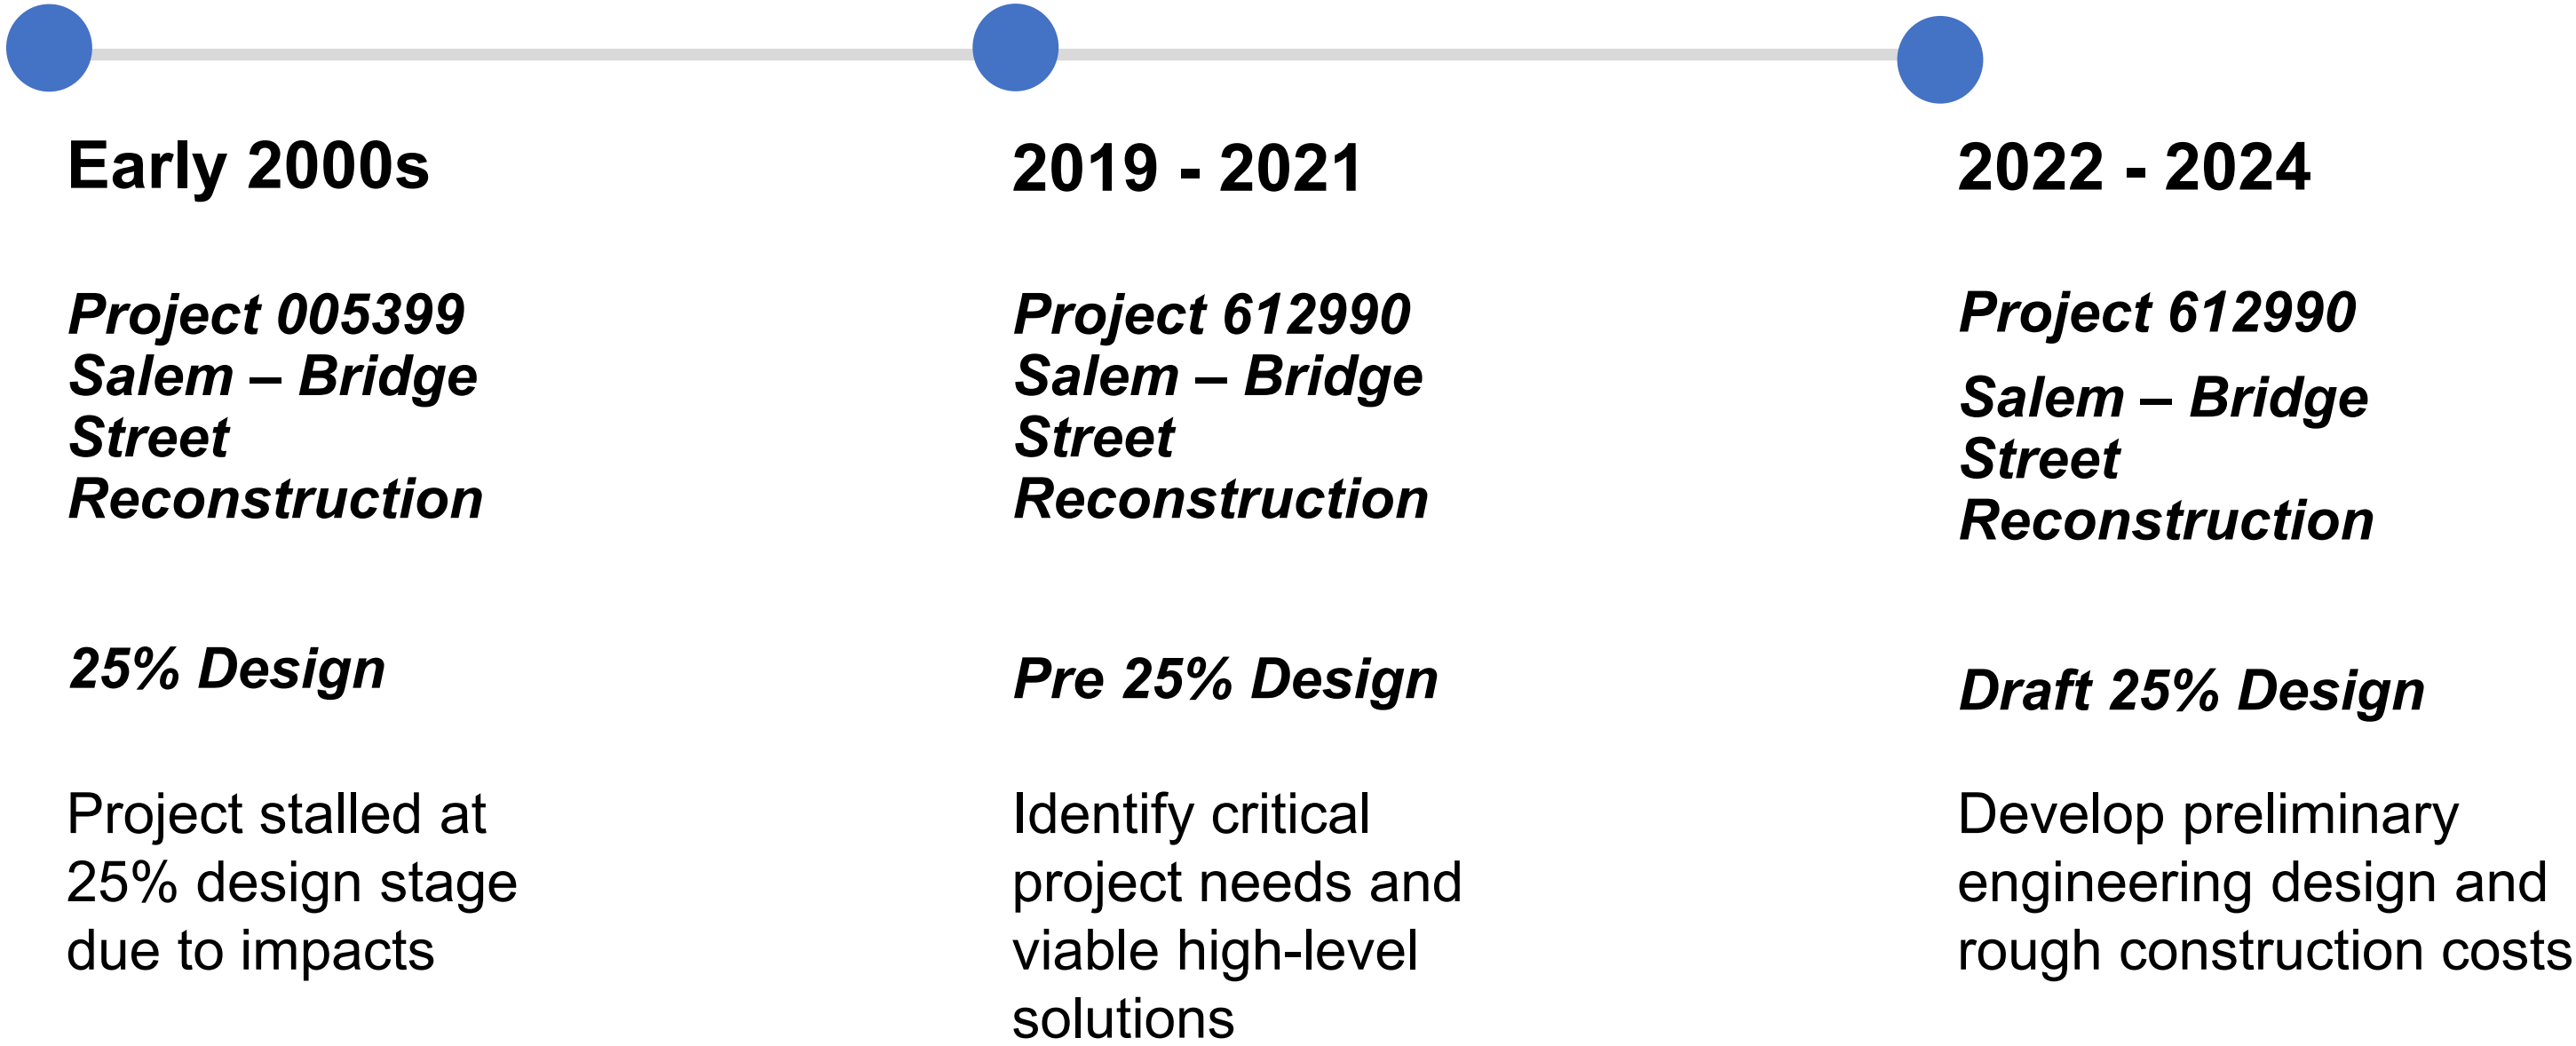 Early 2000s
Project 005399
Salem – Bridge
Street
Reconstruction
25% Design
Project stalled at
25% design stage
due to impacts
2019 - 2021
Project 612990
Salem – Bridge
Street
Reconstruction
Pre 25% Design
Identify critical
project needs and
viable high-level
solutions
2022 - 2024
Project 612990
Salem – Bridge
Street
Reconstruction
Draft 25% Design
Develop preliminary
engineering design and
rough construction costs